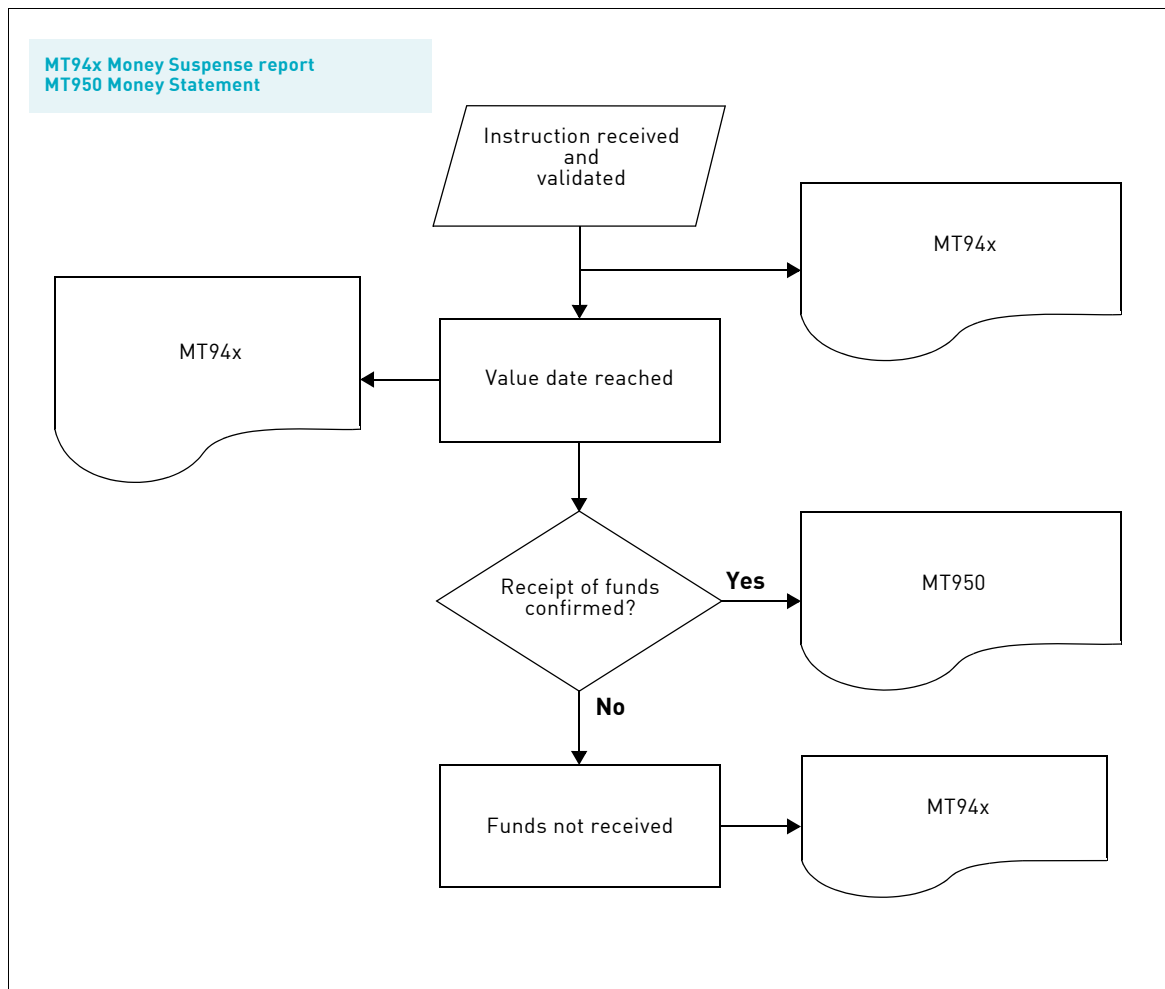 MT94x Money Suspense report
MT950 Money Statement
Instruction received
and
validated
MT94x
MT94x
Value date reached
Receipt of funds
confirmed?
Yes
MT950
No
Funds not received
MT94x